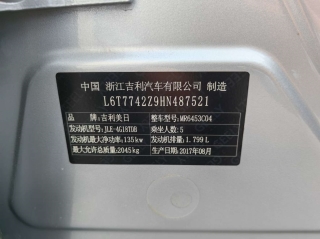 中国 浙江吉利汽车有限公司 制造
L6T7742Z9HN487521
品牌:吉利美日 整车型号:MR6453C04
发动机型号:JLE-4G18TDB 乘坐人数:5
发动机最大净功率:135kW 发动机排量:1.799L
最大允许总质量:2045kg 生产日期:2017年08月